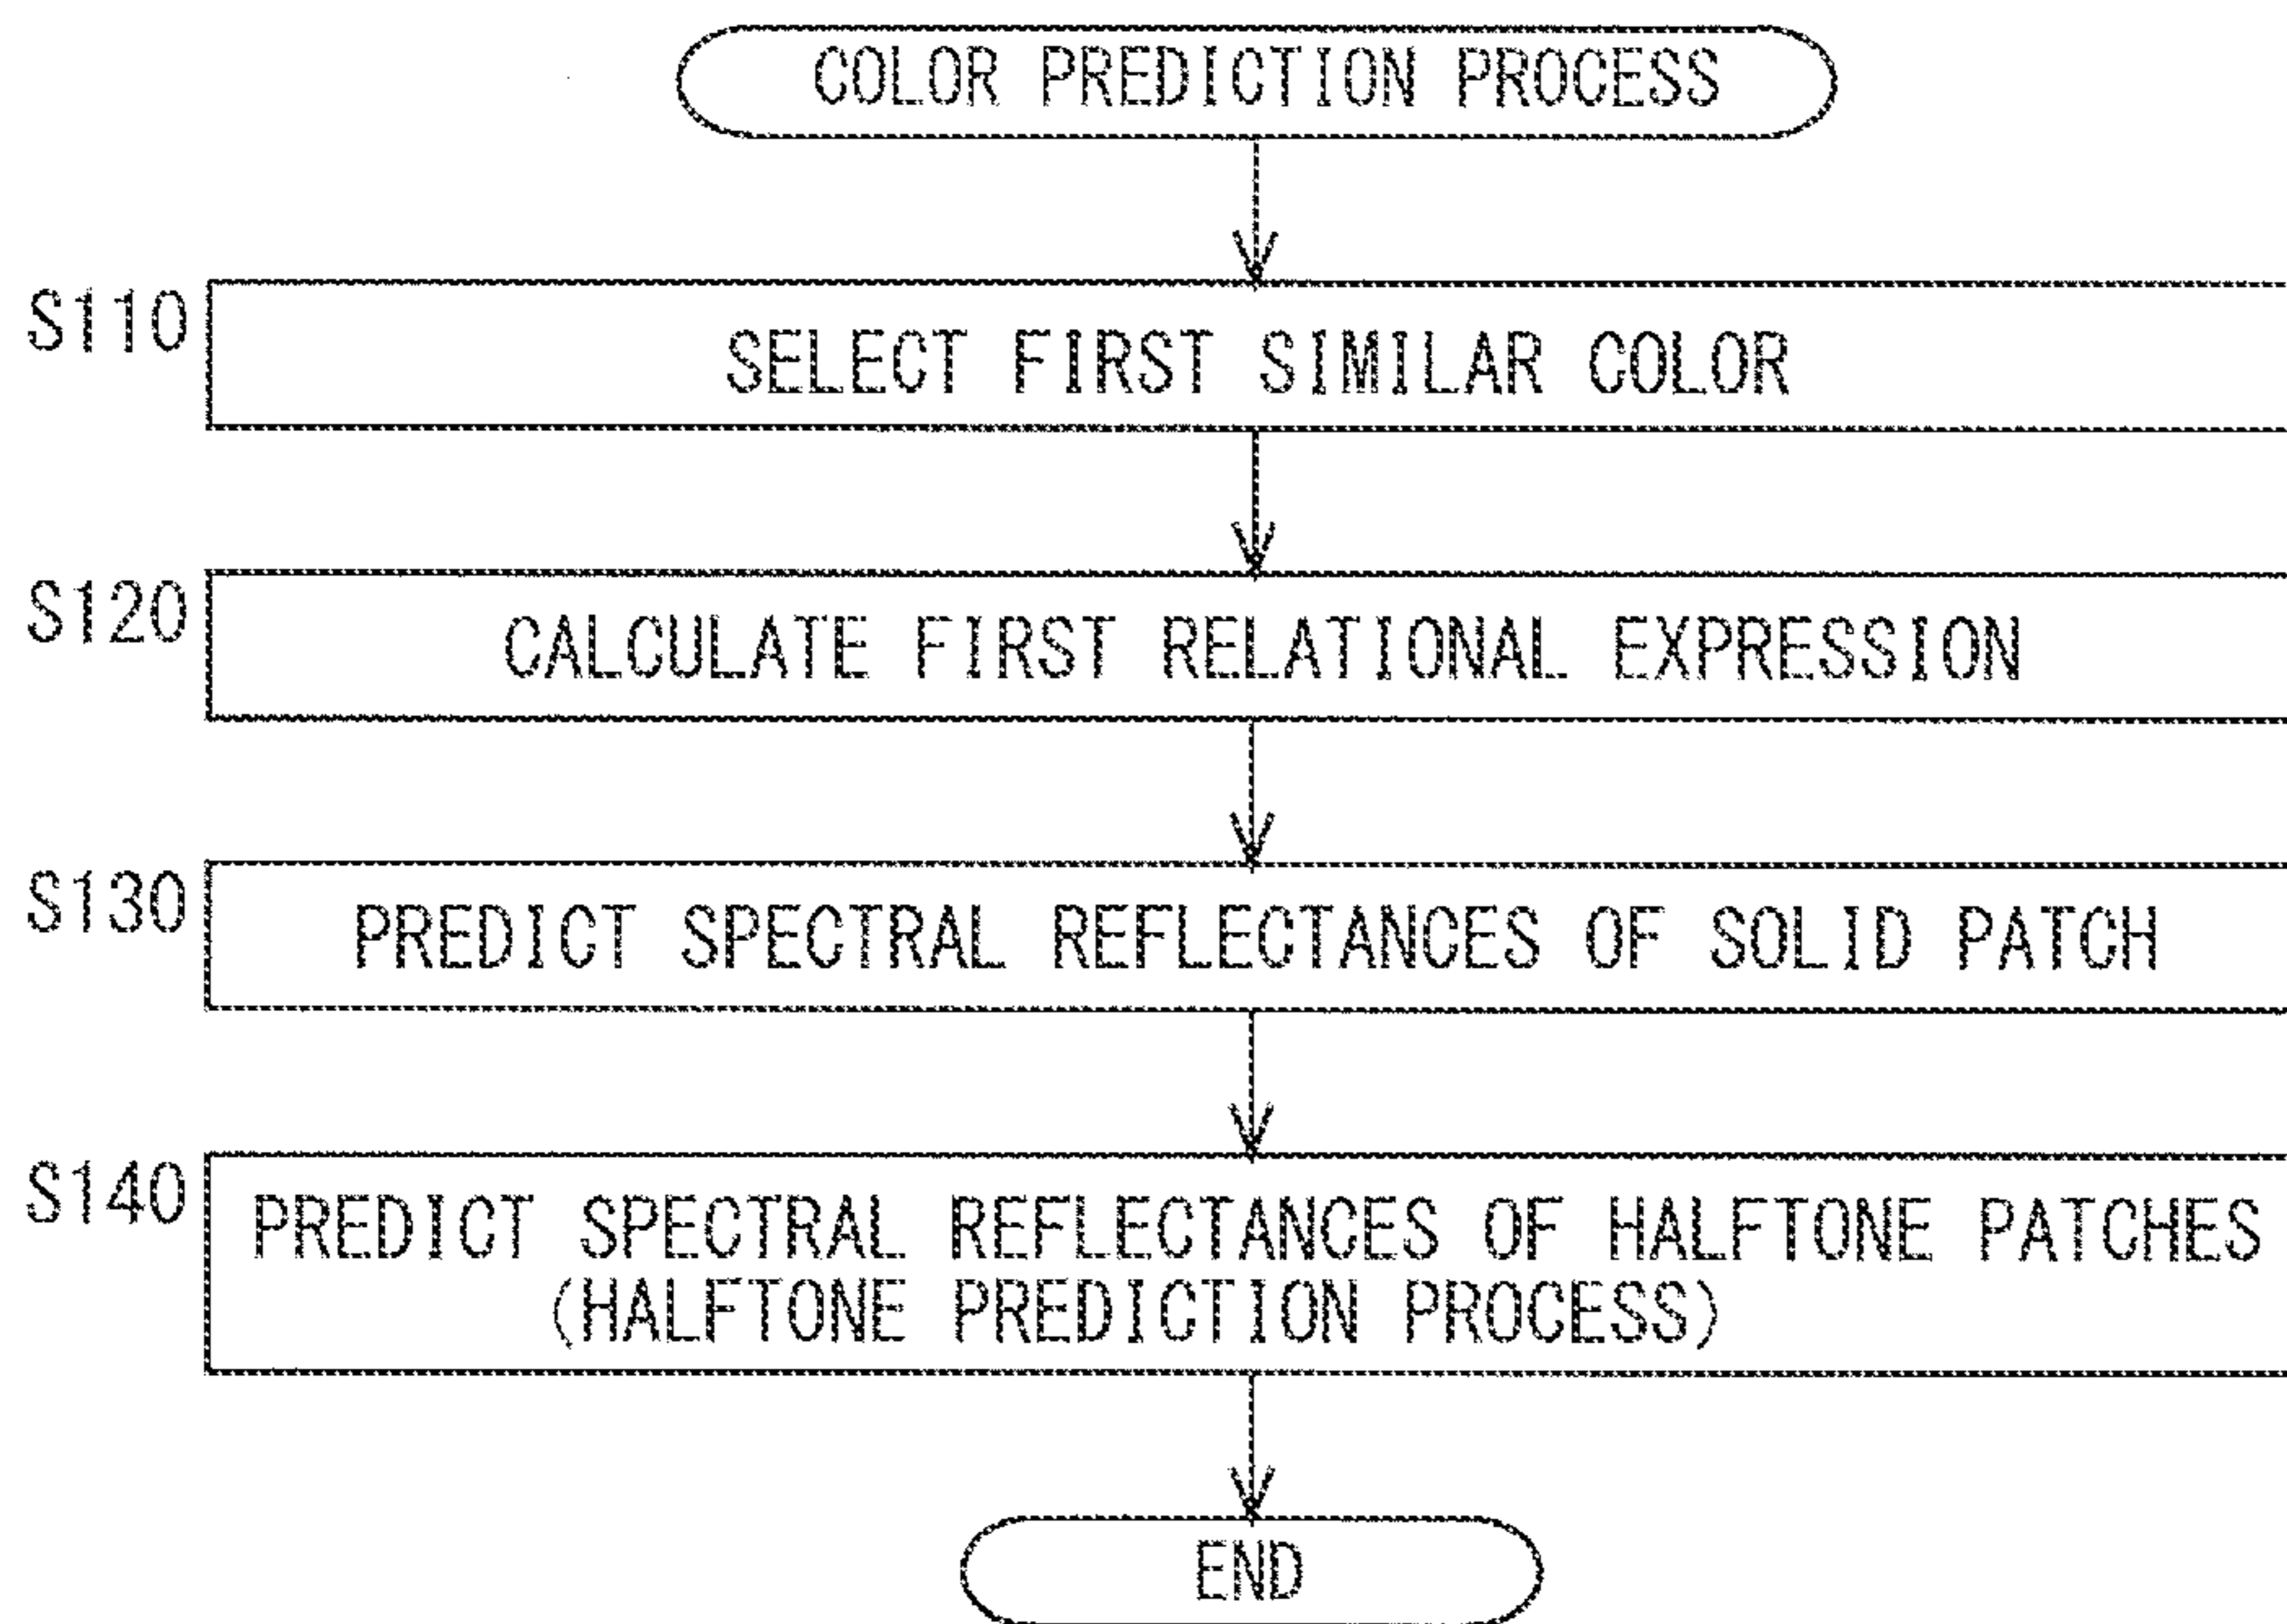 COLOR PREDICTION PROCESS
S110
SELECT FIRST SIMILAR COLOR
S120
CALCULATE FIRST RELATIONAL EXPRESSION
S130
PREDICT SPECTRAL REFLECTANCES OF SOLID PATCH
S140
PREDICT SPECTRAL REFLECTANCES OF HALFTONE PATCHES
(HALFTONE PREDICTION PROCESS)
END